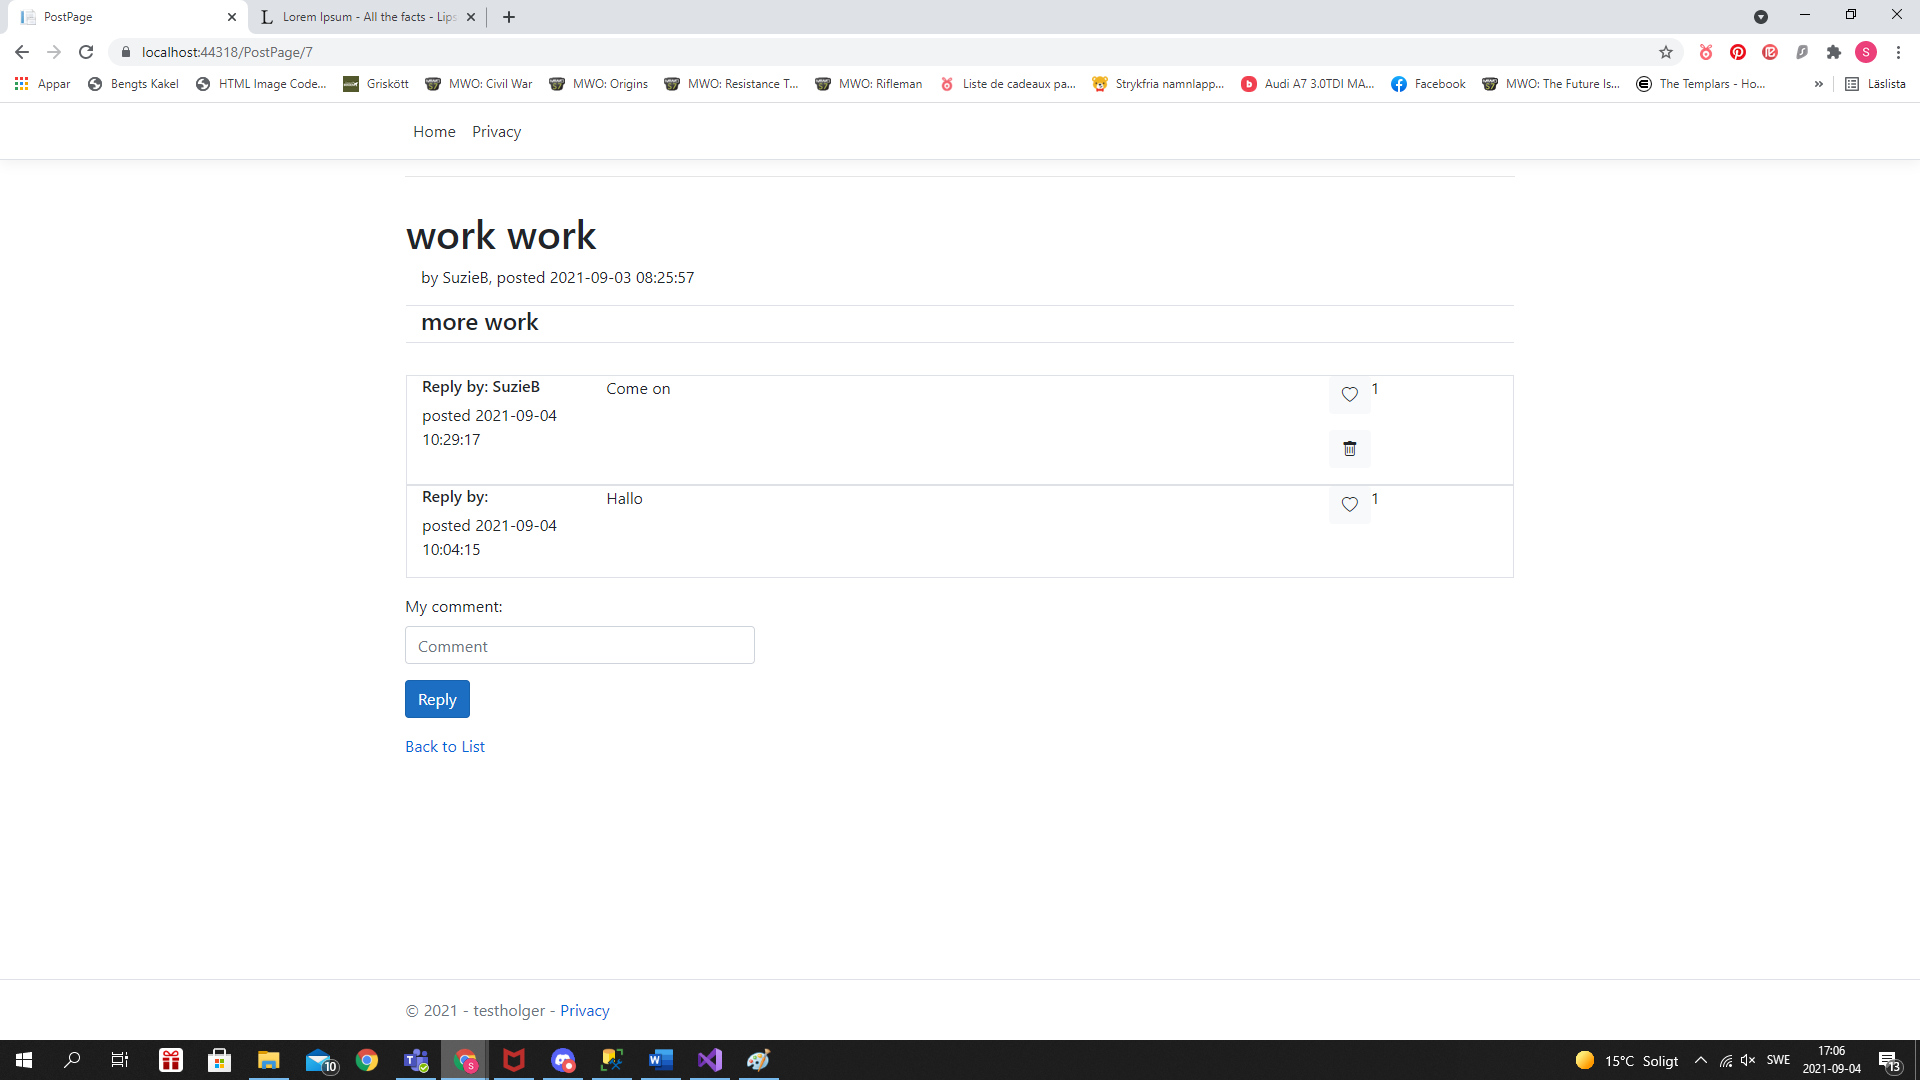 PostPage
Lorem Ipsum - All the facts - Lips
localhost:44318/PostPage/7
S
Appar
Bengts Kakel
HTML Image Code...
Griskött
MWO: Civil War
MWO: Origins
MWO: Resistance T...
MWO: Rifleman
Liste de cadeaux pa...
Strykfria namnlapp...
Audi A7 3.0TDI MA...
Facebook
MWO: The Future Is...
The Templars - Ho...
»
Läslista
Home Privacy
work work
by SuzieB, posted 2021-09-03 08:25:57
more work
Reply by: SuzieB
posted 2021-09-04
10:29:17
Come on
1
Reply by:
posted 2021-09-04
10:04:15
Hallo
1
My comment:
Comment
Reply
Back to List
© 2021 - testholger - Privacy
10
15°C Soligt
SWE
17:06
2021-09-04
13